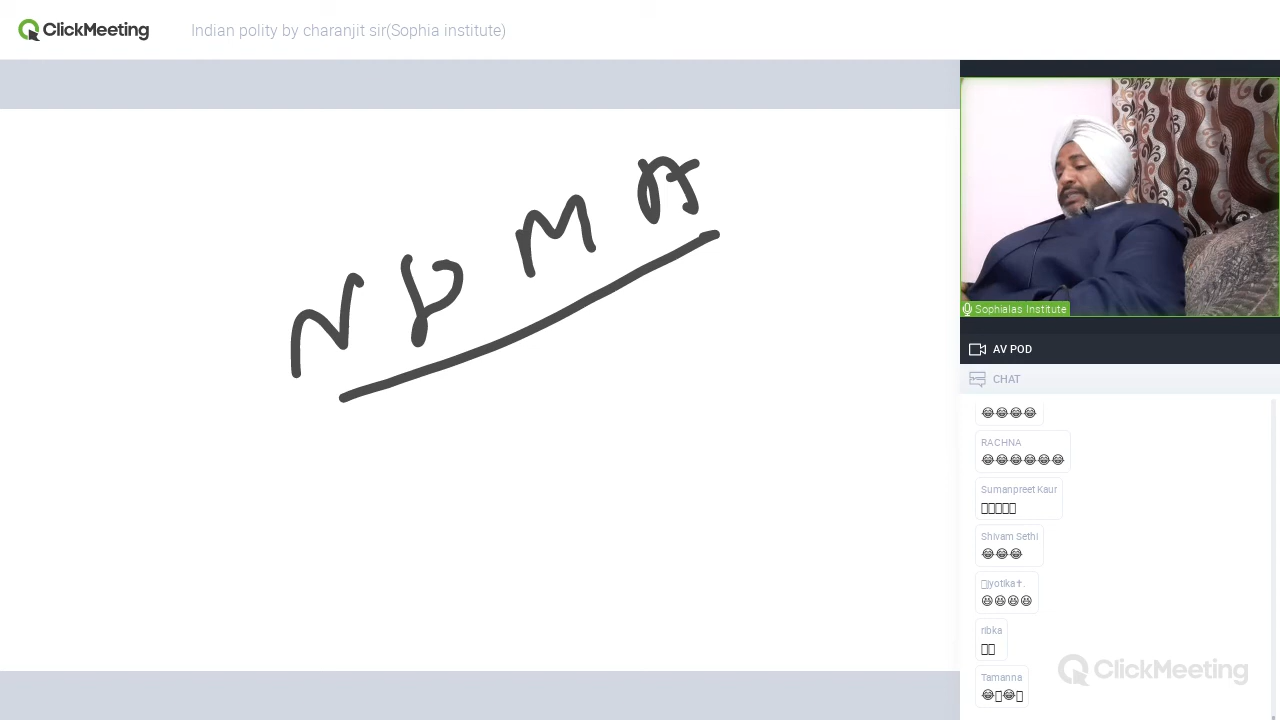 ClickMeeting
Indian polity by charanjit sir(Sophia institute)
N D M A
SophiaIas Institute
AV POD
CHAT
😂😂😂😂
RACHNA
😂😂😂😂😂😂
Sumanpreet Kaur
▯▯▯▯▯
Shivam Sethi
😂😂😂
▯Jyotika✝.
😆😆😆😆
ribka
▯▯
Tamanna
😂▯😂▯
ClickMeeting